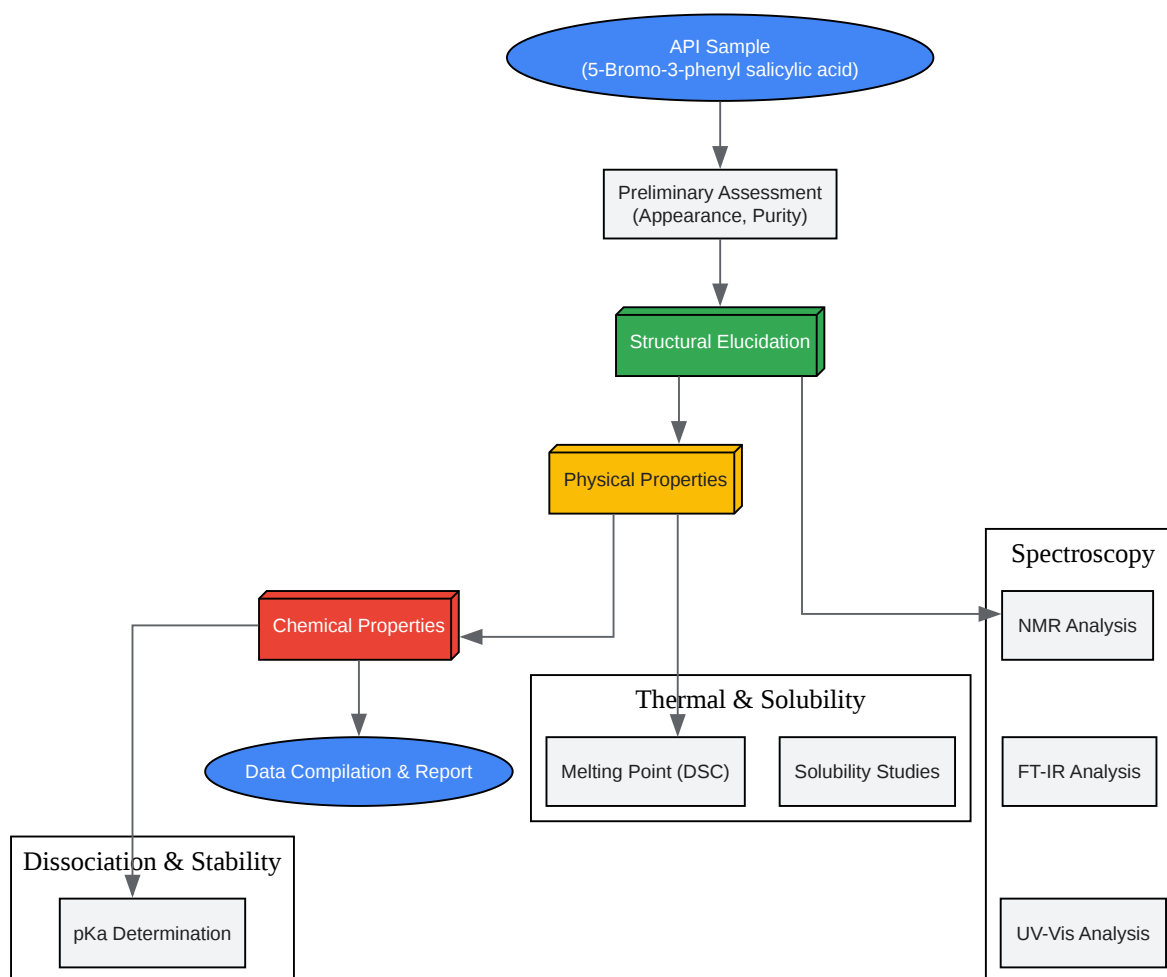 API Sample
(5-Bromo-3-phenyl salicylic acid)
Preliminary Assessment
(Appearance, Purity)
Structural Elucidation
Physical Properties
Spectroscopy
Chemical Properties
NMR Analysis
Thermal & Solubility
Data Compilation & Report
Melting Point (DSC)
Solubility Studies
FT-IR Analysis
Dissociation & Stability
pKa Determination
UV-Vis Analysis